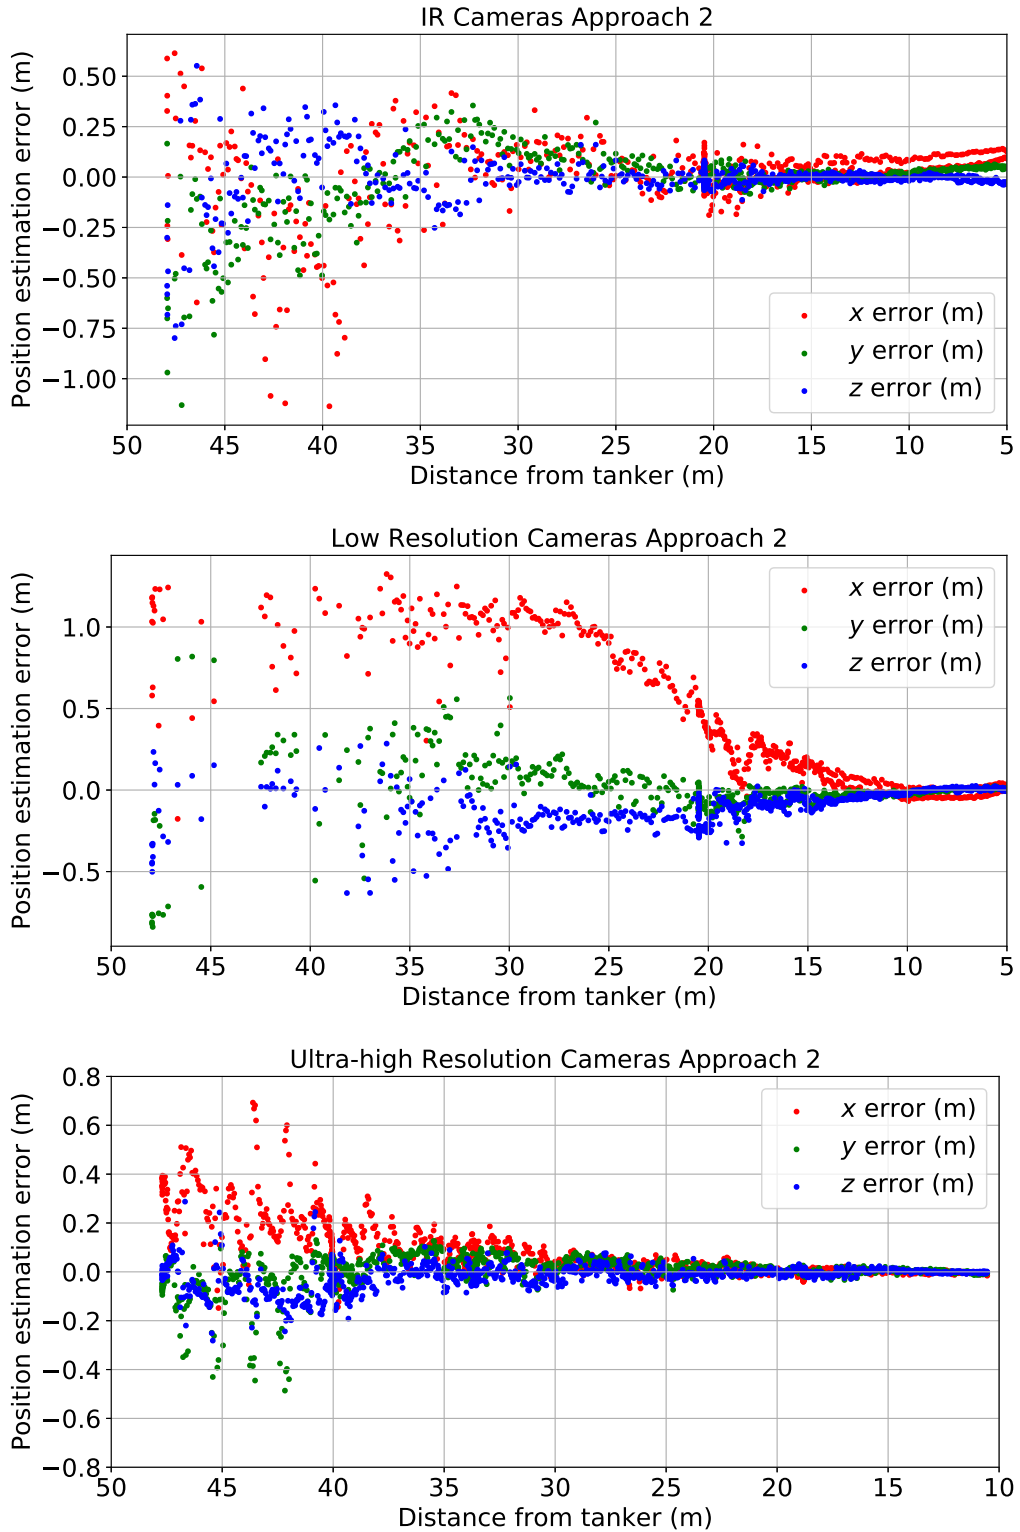 IR Cameras Approach 2
Position estimation error (m)
0.50
0.25
0.00
−0.25
−0.50
−0.75
−1.00
x error (m)
y error (m)
z error (m)
50 45 40 35 30 25 20 15 10 5
Distance from tanker (m)
Low Resolution Cameras Approach 2
Position estimation error (m)
1.0
0.5
0.0
−0.5
x error (m)
y error (m)
z error (m)
50 45 40 35 30 25 20 15 10 5
Distance from tanker (m)
Ultra-high Resolution Cameras Approach 2
Position estimation error (m)
0.8
0.6
0.4
0.2
0.0
−0.2
−0.4
−0.6
−0.8
x error (m)
y error (m)
z error (m)
50 45 40 35 30 25 20 15 10
Distance from tanker (m)